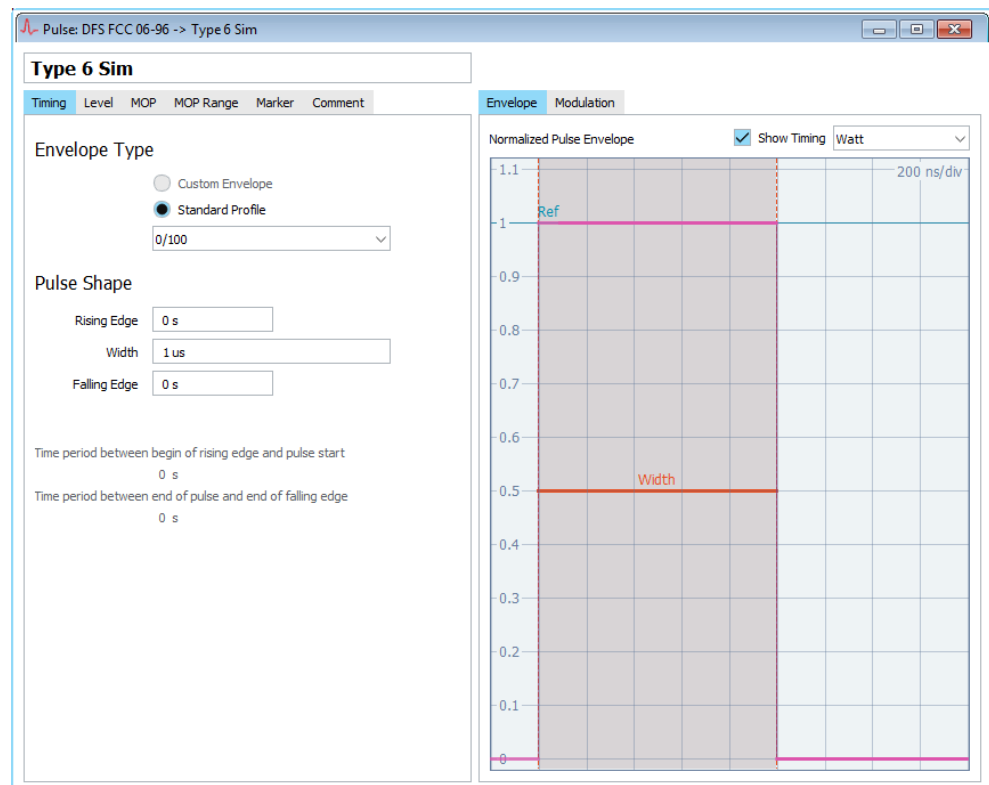 Pulse: DFS FCC 06-96 -> Type 6 Sim
Type 6 Sim
Timing Level MOP MOP Range Marker Comment
Envelope Type
Custom Envelope
Standard Profile
0/100
Pulse Shape
Rising Edge 0 s
Width 1 us
Falling Edge 0 s
Time period between begin of rising edge and pulse start
0 s
Time period between end of pulse and end of falling edge
0 s
Envelope Modulation
Normalized Pulse Envelope Show Timing Watt
1.1 200 ns/div
Ref
1
0.9
0.8
0.7
0.6
Width
0.5
0.4
0.3
0.2
0.1
0